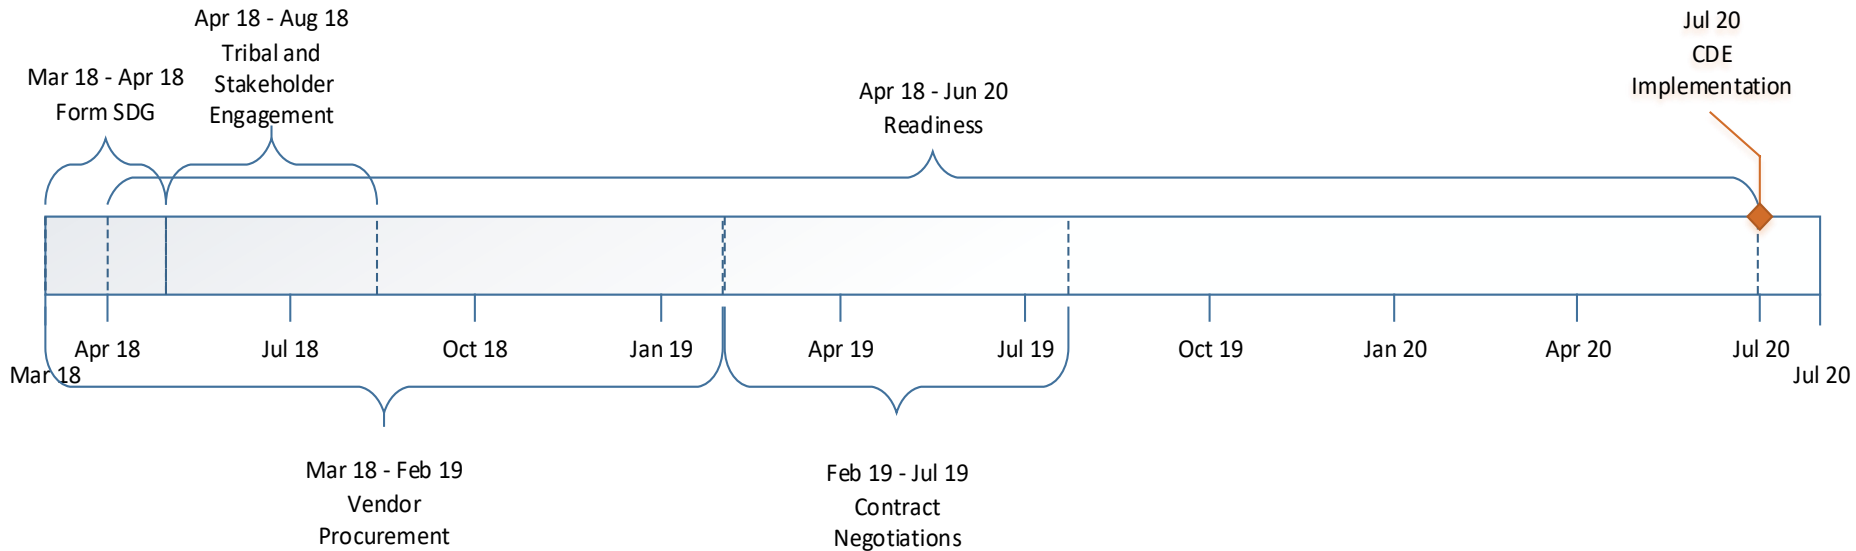 Apr 18 - Aug 18
Tribal and
Stakeholder
Engagement
Mar 18 - Apr 18
Form SDG
Apr 18 - Jun 20
Readiness
Jul 20
CDE
Implementation
Mar 18
Apr 18
Jul 18
Oct 18
Jan 19
Apr 19
Jul 19
Oct 19
Jan 20
Apr 20
Jul 20
Jul 20
Mar 18 - Feb 19
Vendor
Procurement
Feb 19 - Jul 19
Contract
Negotiations